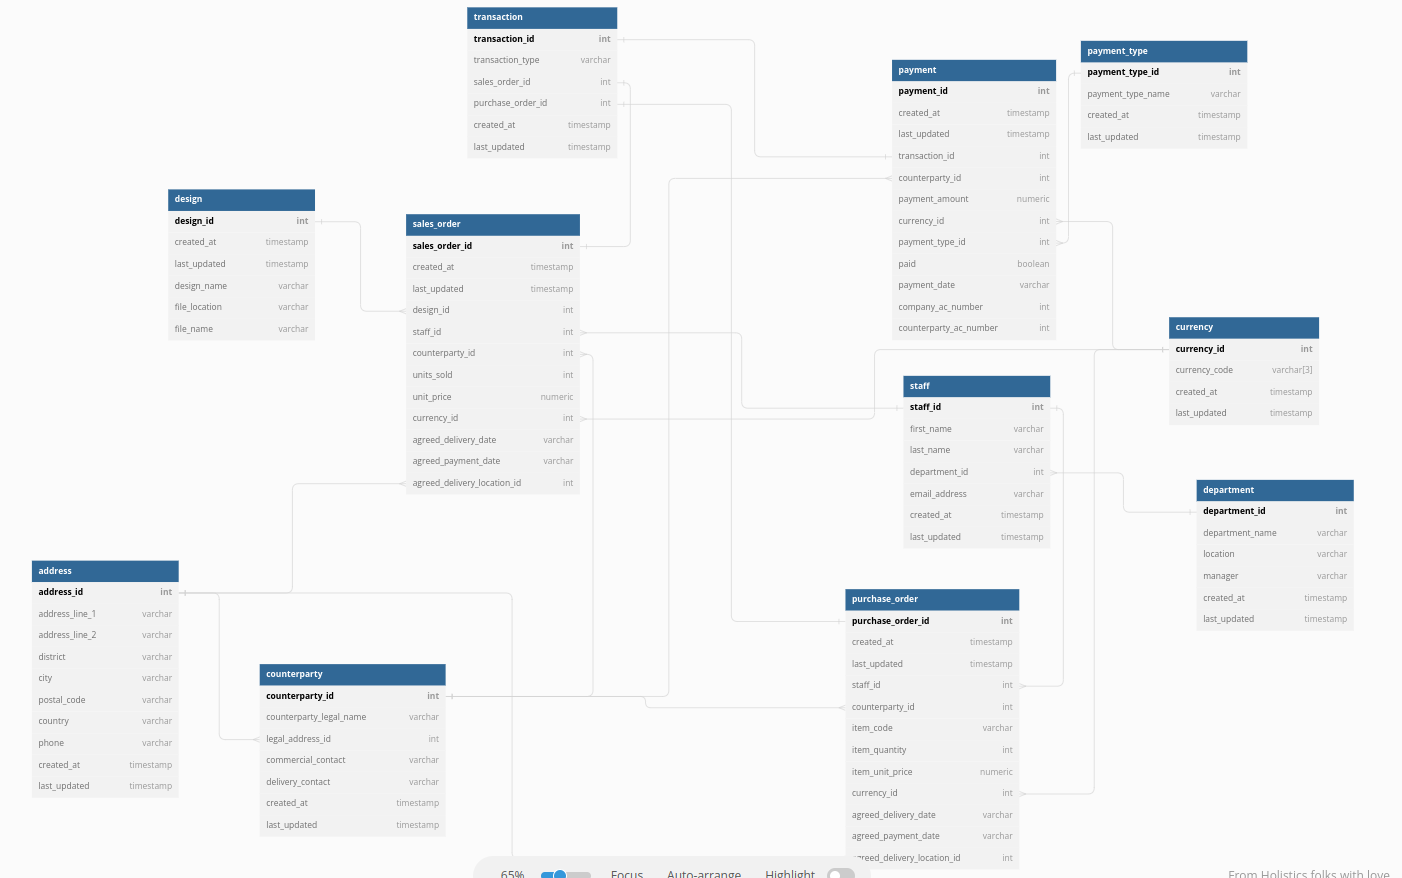 transaction
transaction_id int
transaction_type varchar
sales_order_id int
purchase_order_id int
created_at timestamp
last_updated timestamp
payment_type
payment_type_id int
payment_type_name varchar
created_at timestamp
last_updated timestamp
payment
payment_id int
created_at timestamp
last_updated timestamp
transaction_id int
counterparty_id int
payment_amount numeric
currency_id int
payment_type_id int
paid boolean
payment_date varchar
company_ac_number int
counterparty_ac_number int
design
design_id int
created_at timestamp
last_updated timestamp
design_name varchar
file_location varchar
file_name varchar
sales_order
sales_order_id int
created_at timestamp
last_updated timestamp
design_id int
staff_id int
counterparty_id int
units_sold int
unit_price numeric
currency_id int
agreed_delivery_date varchar
agreed_payment_date varchar
agreed_delivery_location_id int
currency
currency_id int
currency_code varchar[3]
created_at timestamp
last_updated timestamp
staff
staff_id int
first_name varchar
last_name varchar
department_id int
email_address varchar
created_at timestamp
last_updated timestamp
department
department_id int
department_name varchar
location varchar
manager varchar
created_at timestamp
last_updated timestamp
address
address_id int
address_line_1 varchar
address_line_2 varchar
district varchar
city varchar
postal_code varchar
country varchar
phone varchar
created_at timestamp
last_updated timestamp
counterparty
counterparty_id int
counterparty_legal_name varchar
legal_address_id int
commercial_contact varchar
delivery_contact varchar
created_at timestamp
last_updated timestamp
purchase_order
purchase_order_id int
created_at timestamp
last_updated timestamp
staff_id int
counterparty_id int
item_code varchar
item_quantity int
item_unit_price numeric
currency_id int
agreed_delivery_date varchar
agreed_payment_date varchar
agreed_delivery_location_id int
65% Focus Auto-arrange Highlight
From Holistics folks with love